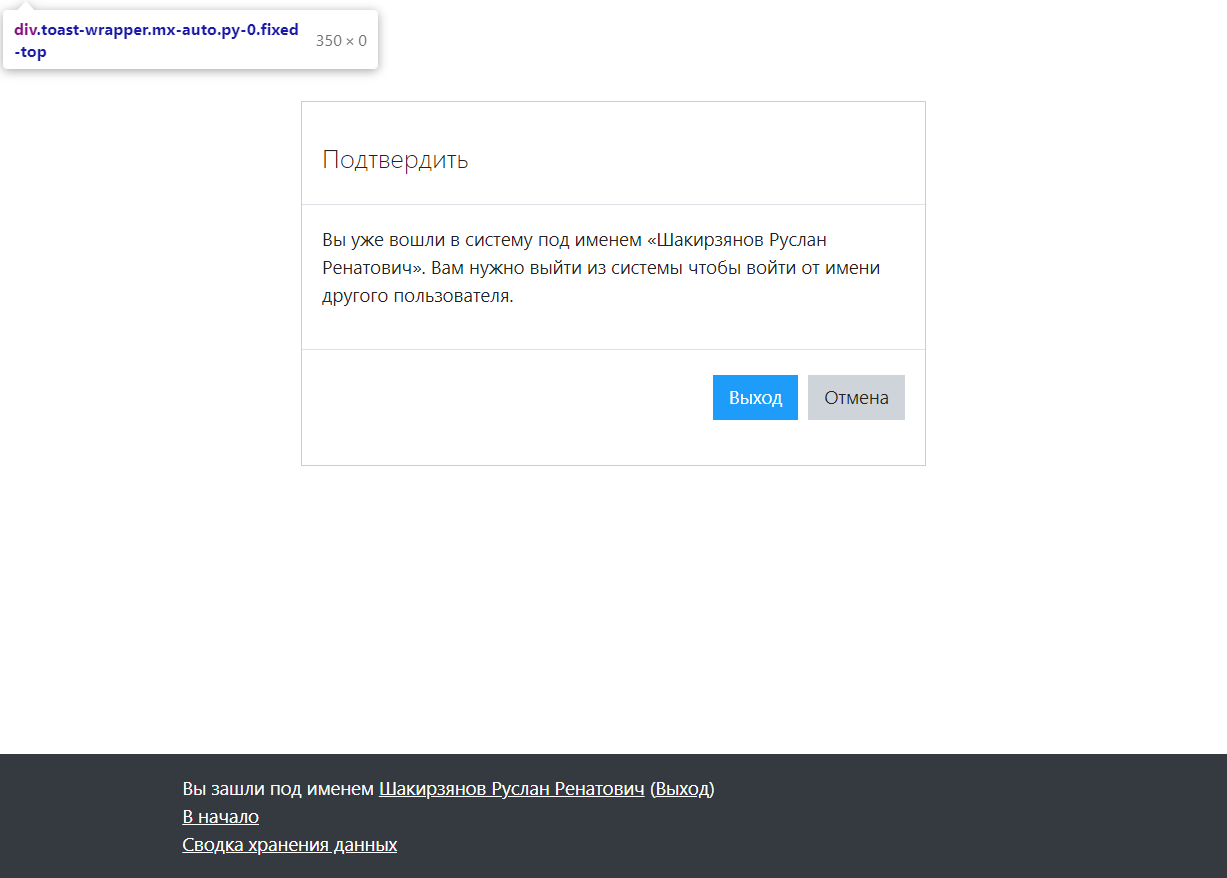 div.toast-wrapper.mx-auto.py-0.fixed
-top
350 × 0
Подтвердить
Вы уже вошли в систему под именем «Шакирзянов Руслан
Ренатович». Вам нужно выйти из системы чтобы войти от имени
другого пользователя.
Выход
Отмена
Вы зашли под именем Шакирзянов Руслан Ренатович (Выход)
В начало
Сводка хранения данных